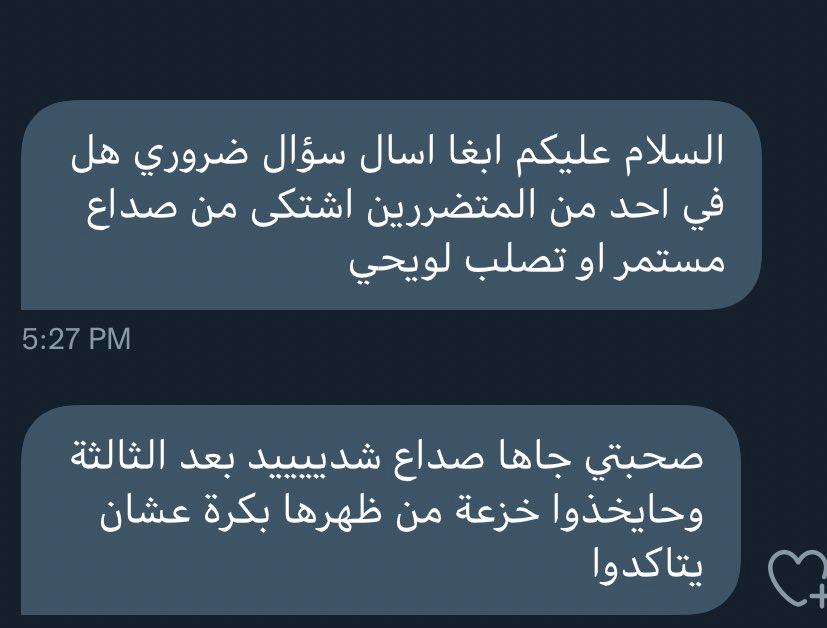 السلام عليكم ابغا اسال سؤال ضروري هل
في احد من المتضررين اشتكى من صداع
مستمر او تصلب لويحي
5:27 PM
صحبتي جاها صداع شديييييد بعد الثالثة
وحايخذوا خزعة من ظهرها بكرة عشان
يتاكدوا